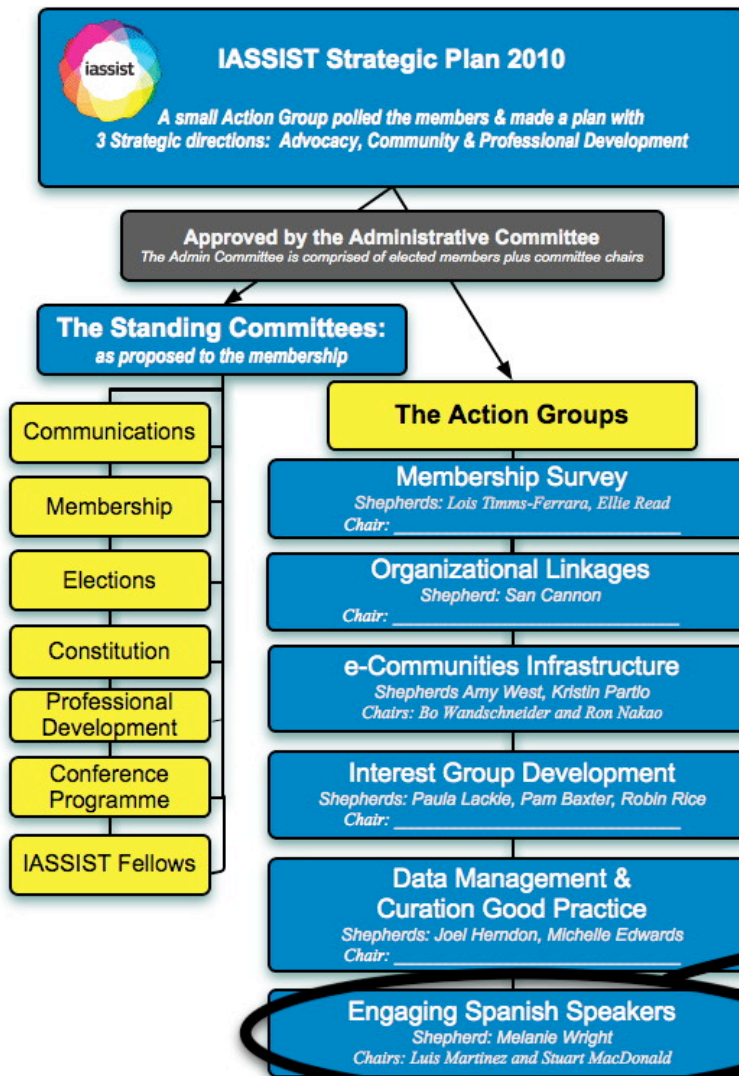 iassist
IASSIST Strategic Plan 2010
A small Action Group polled the members & made a plan with
3 Strategic directions: Advocacy, Community & Professional Development
Approved by the Administrative Committee
The Admin Committee is comprised of elected members plus committee chairs
The Standing Committees:
as proposed to the membership
Communications
Membership
Elections
Constitution
Professional
Development
Conference
Programme
IASSIST Fellows
The Action Groups
Membership Survey
Shepherds: Lois Timms-Ferrara, Ellie Read
Chair: ______________________________
Organizational Linkages
Shepherd: San Cannon
Chair: ______________________________
e-Communities Infrastructure
Shepherds Amy West, Kristin Partlo
Chairs: Bo Wandschneider and Ron Nakao
Interest Group Development
Shepherds: Paula Lackie, Pam Baxter, Robin Rice
Chair: ______________________________
Data Management &
Curation Good Practice
Shepherds: Joel Herndon, Michelle Edwards
Chair: ______________________________
Engaging Spanish Speakers
Shepherd: Melanie Wright
Chairs: Luis Martinez and Stuart MacDonald